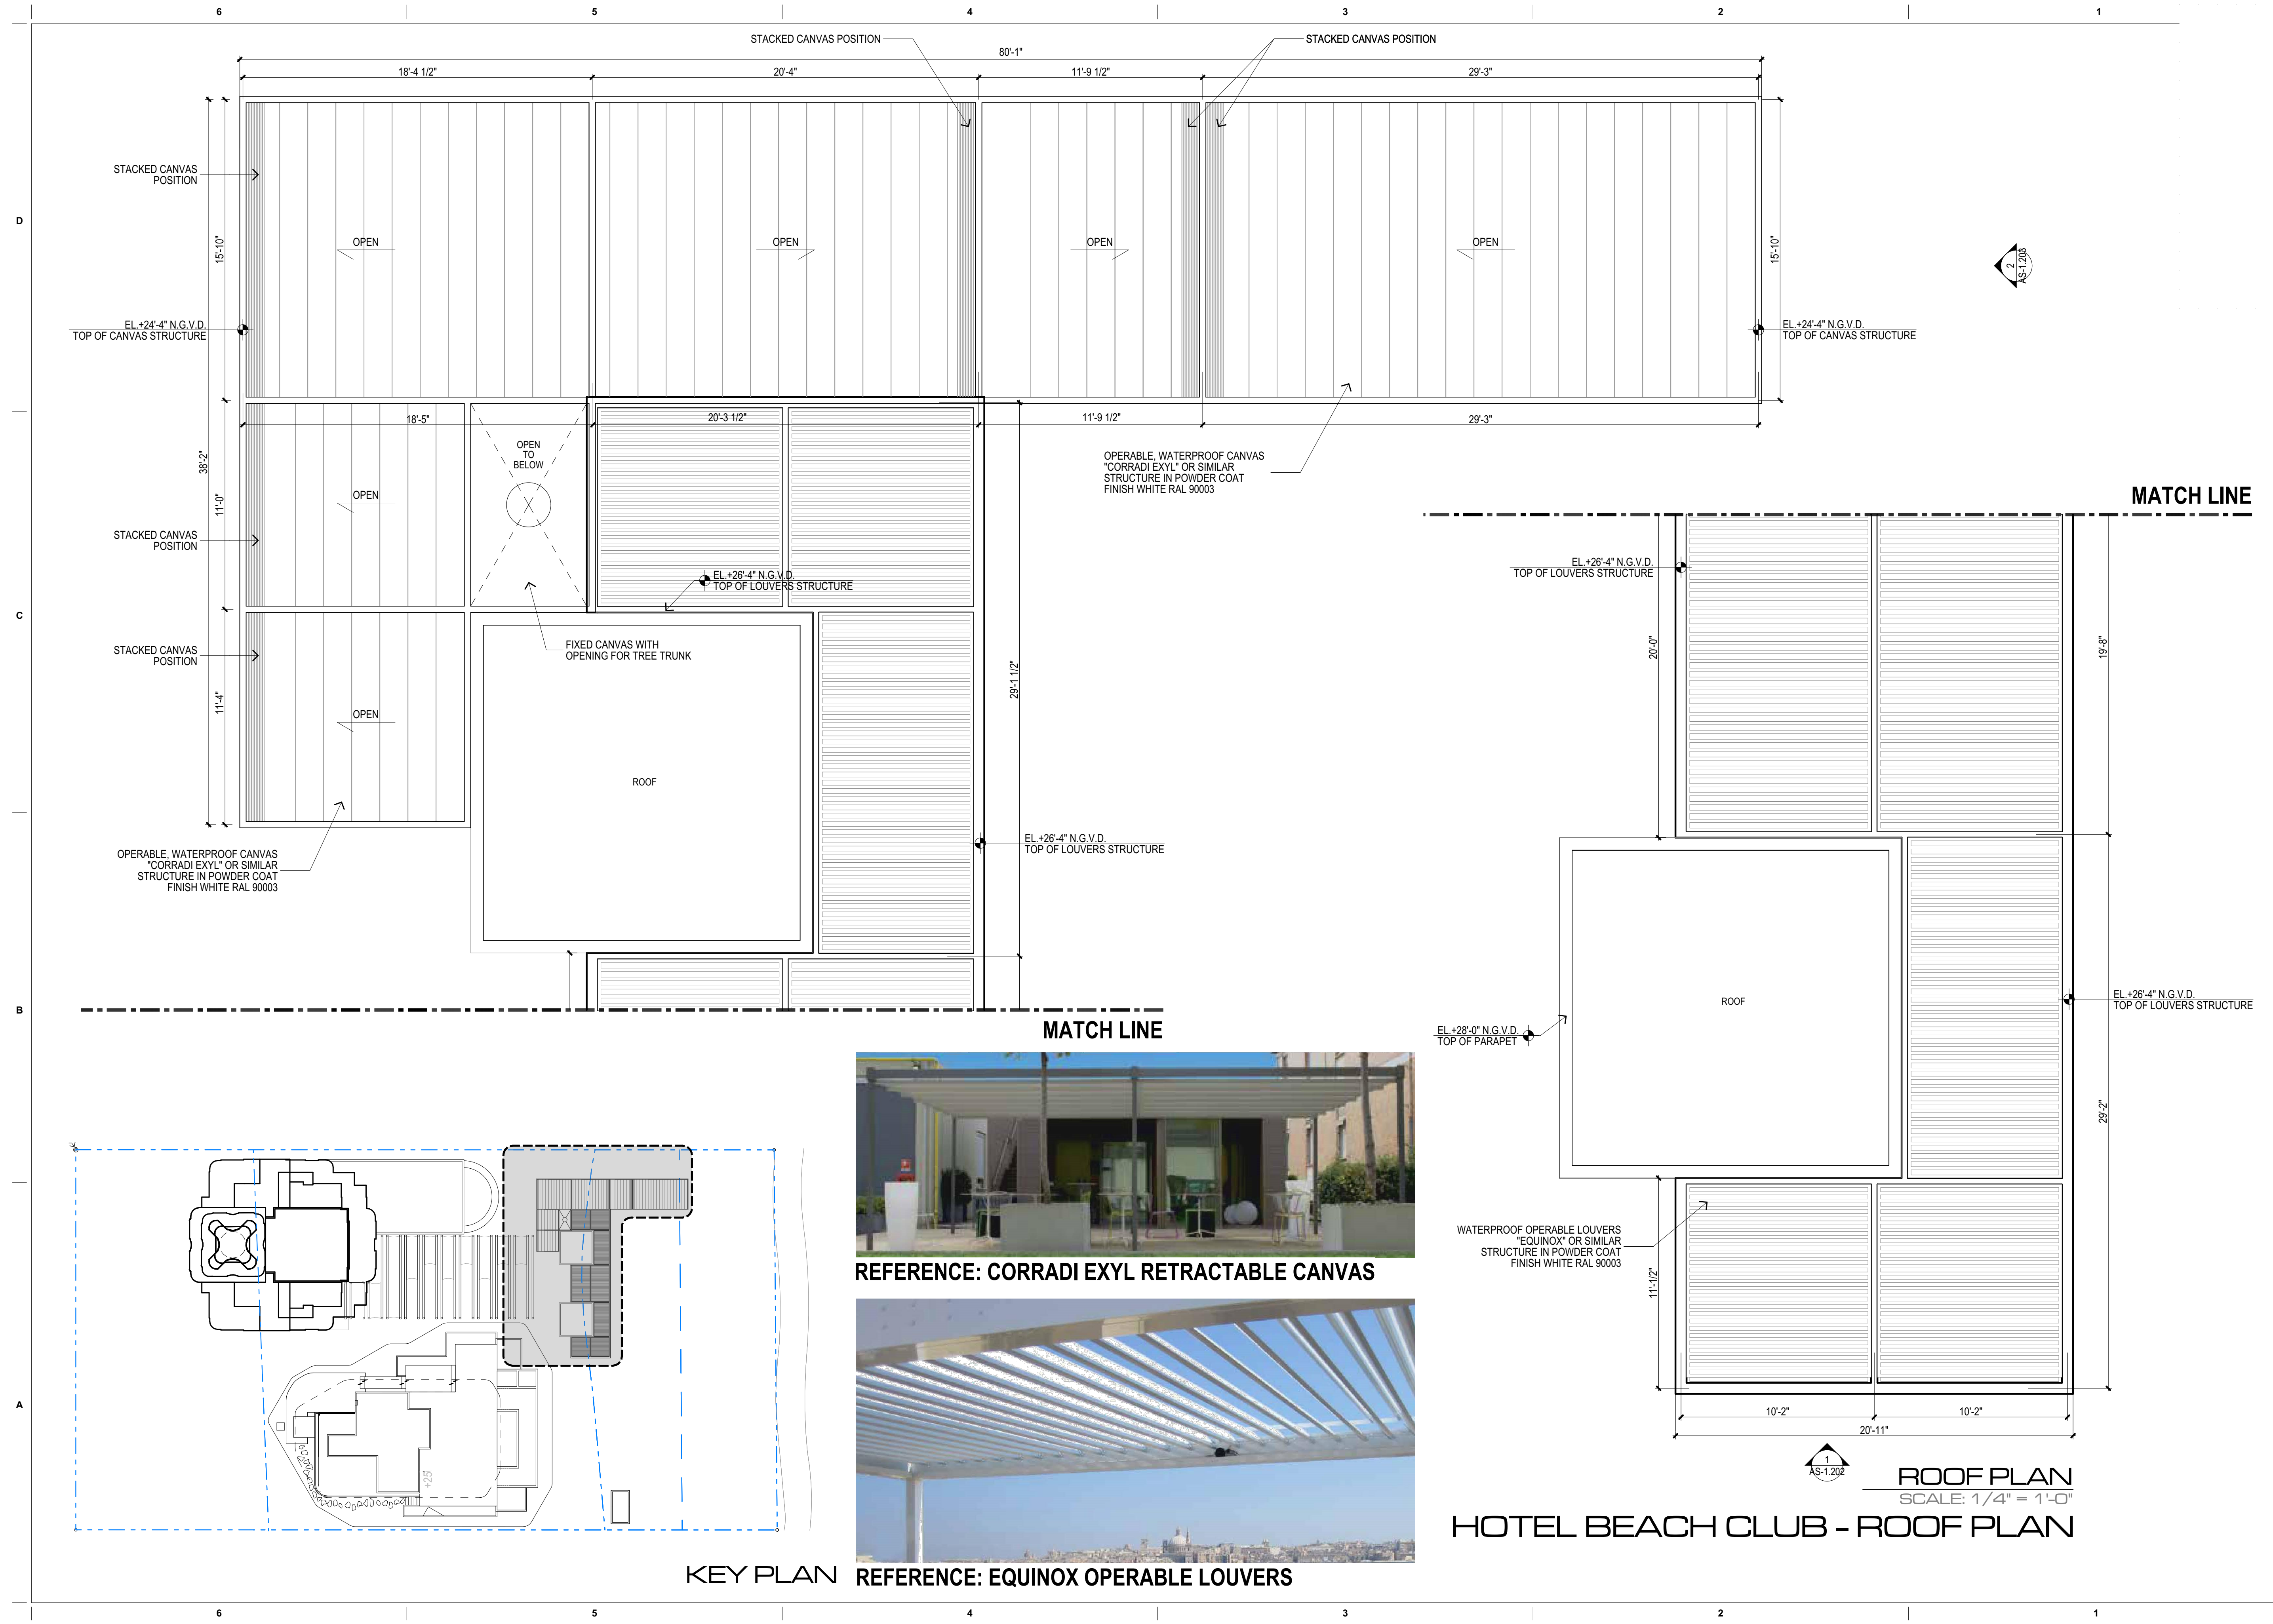 6 5 4 3 2 1
STACKED CANVAS POSITION
STACKED CANVAS POSITION
80'-1"
18'-4 1/2"
20'-4"
11'-9 1/2"
29'-3"
STACKED CANVAS
POSITION
D
15'-10"
OPEN
OPEN
OPEN
OPEN
15'-10"
2
AS-1.203
EL.+24'-4" N.G.V.D.
TOP OF CANVAS STRUCTURE
EL.+24'-4" N.G.V.D.
TOP OF CANVAS STRUCTURE
18'-5"
20'-3 1/2"
11'-9 1/2"
29'-3"
38'-2"
OPEN
TO
BELOW
OPERABLE, WATERPROOF CANVAS
"CORRADI EXYL" OR SIMILAR
STRUCTURE IN POWDER COAT
FINISH WHITE RAL 90003
11'-0"
OPEN
MATCH LINE
STACKED CANVAS
POSITION
EL.+26'-4" N.G.V.D.
TOP OF LOUVERS STRUCTURE
EL.+26'-4" N.G.V.D.
TOP OF LOUVERS STRUCTURE
C
FIXED CANVAS WITH
OPENING FOR TREE TRUNK
STACKED CANVAS
POSITION
20'-0"
19'-8"
29'-1 1/2"
11'-4"
OPEN
ROOF
EL.+26'-4" N.G.V.D.
TOP OF LOUVERS STRUCTURE
OPERABLE, WATERPROOF CANVAS
"CORRADI EXYL" OR SIMILAR
STRUCTURE IN POWDER COAT
FINISH WHITE RAL 90003
B
MATCH LINE
ROOF
EL.+26'-4" N.G.V.D.
TOP OF LOUVERS STRUCTURE
EL.+28'-0" N.G.V.D.
TOP OF PARAPET
29'-2"
WATERPROOF OPERABLE LOUVERS
"EQUINOX" OR SIMILAR
STRUCTURE IN POWDER COAT
FINISH WHITE RAL 90003
REFERENCE: CORRADI EXYL RETRACTABLE CANVAS
11'-1/2"
A
10'-2"
10'-2"
20'-11"
+25'
1
AS-1.202
ROOF PLAN
SCALE: 1/4" = 1'-0"
HOTEL BEACH CLUB - ROOF PLAN
KEY PLAN
REFERENCE: EQUINOX OPERABLE LOUVERS
6 5 4 3 2 1